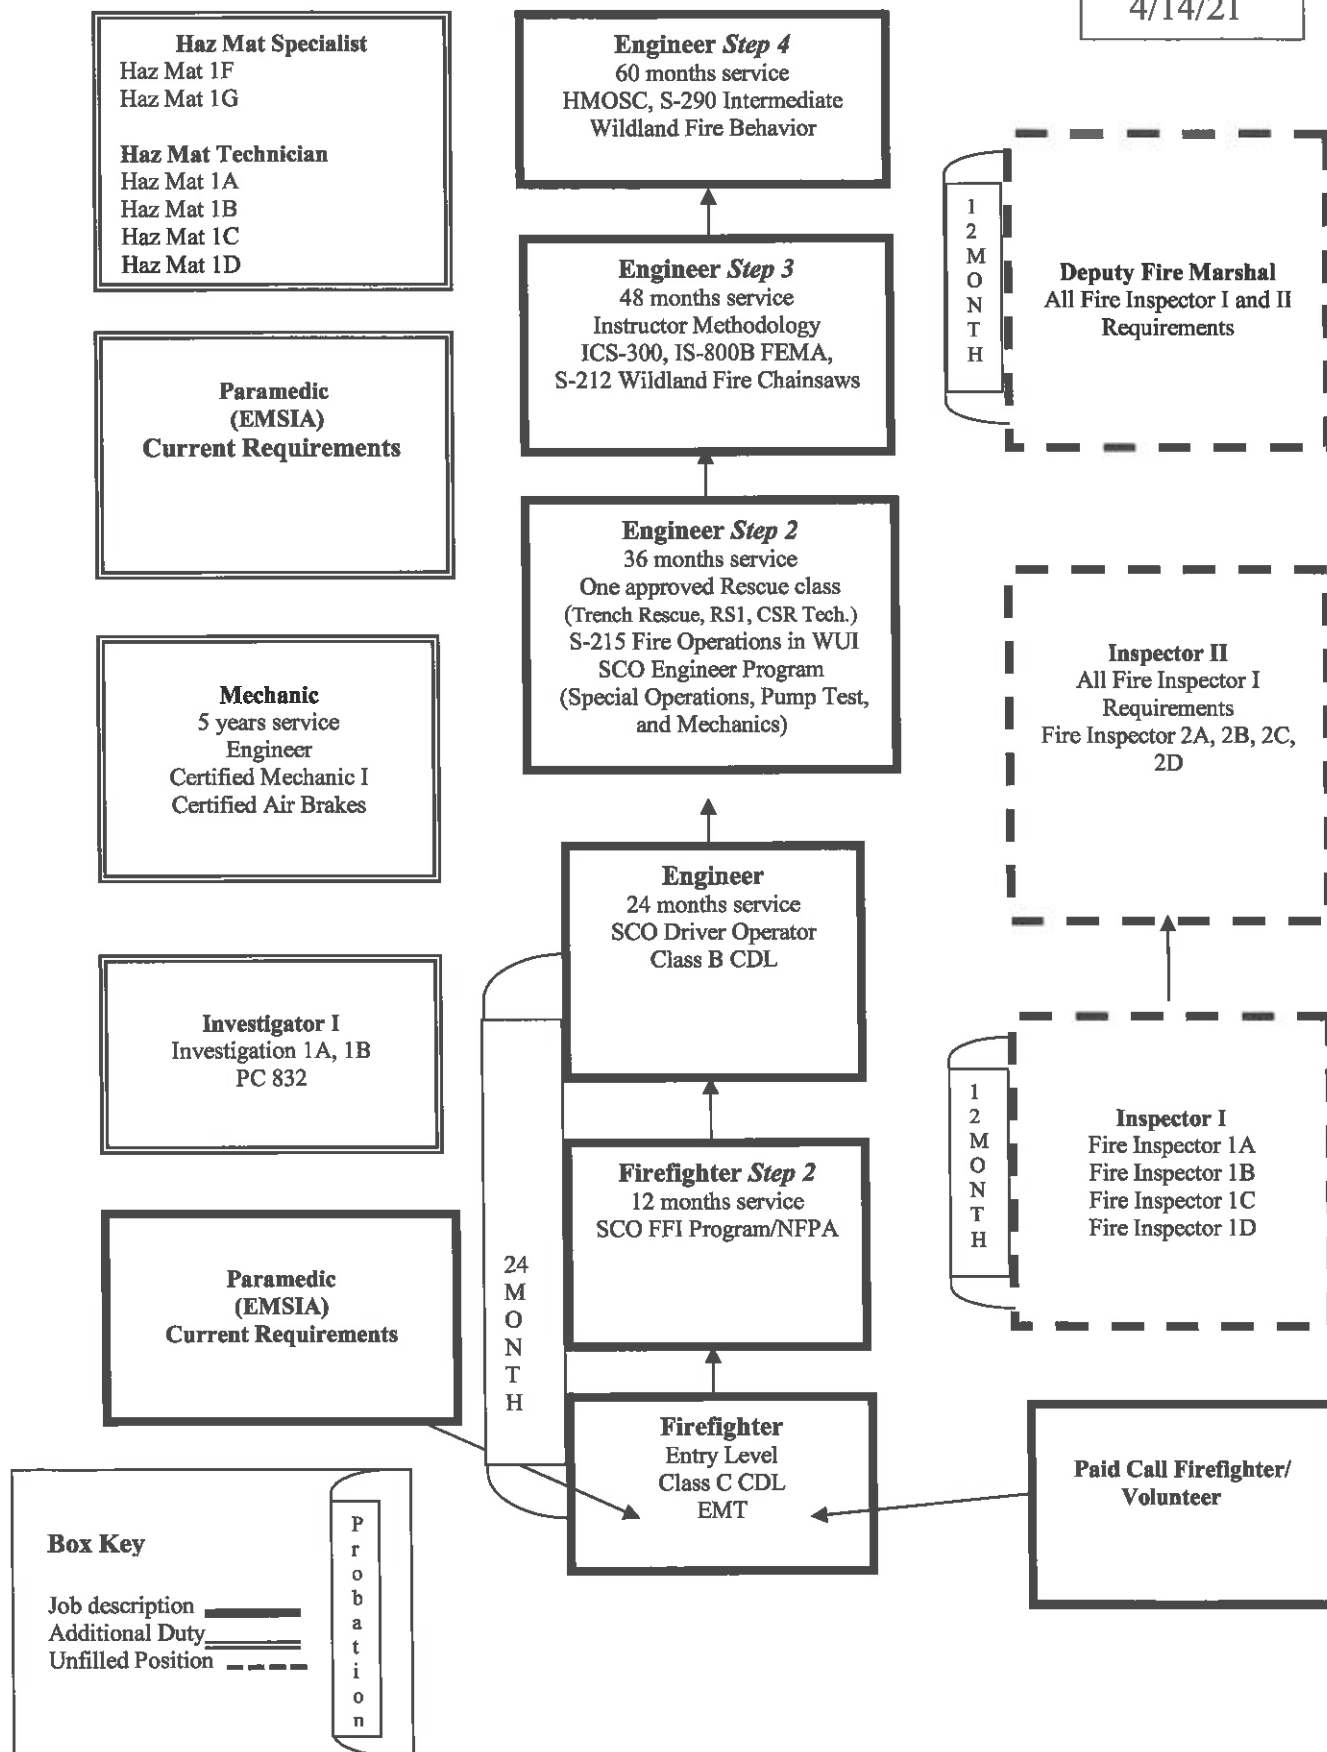 4/14/21
Haz Mat Specialist
Haz Mat 1F
Haz Mat 1G
Haz Mat Technician
Haz Mat 1A
Haz Mat 1B
Haz Mat 1C
Haz Mat 1D
Paramedic
(EMSIA)
Current Requirements
Mechanic
5 years service
Engineer
Certified Mechanic I
Certified Air Brakes
Investigator I
Investigation 1A, 1B
PC 832
Paramedic
(EMSIA)
Current Requirements
Engineer Step 4
60 months service
HMOSC, S-290 Intermediate
Wildland Fire Behavior
Engineer Step 3
48 months service
Instructor Methodology
ICS-300, IS-800B FEMA,
S-212 Wildland Fire Chainsaws
Engineer Step 2
36 months service
One approved Rescue class
(Trench Rescue, RS1, CSR Tech.)
S-215 Fire Operations in WUI
SCO Engineer Program
(Special Operations, Pump Test,
and Mechanics)
Engineer
24 months service
SCO Driver Operator
Class B CDL
Firefighter Step 2
12 months service
SCO FFI Program/NFPA
24
M
O
N
T
H
Firefighter
Entry Level
Class C CDL
EMT
1
2
M
O
N
T
H
Deputy Fire Marshal
All Fire Inspector I and II
Requirements
Inspector II
All Fire Inspector I
Requirements
Fire Inspector 2A, 2B, 2C,
2D
1
2
M
O
N
T
H
Inspector I
Fire Inspector 1A
Fire Inspector 1B
Fire Inspector 1C
Fire Inspector 1D
Paid Call Firefighter/
Volunteer
Box Key
Job description
Additional Duty
Unfilled Position
P
r
o
b
a
t
i
o
n